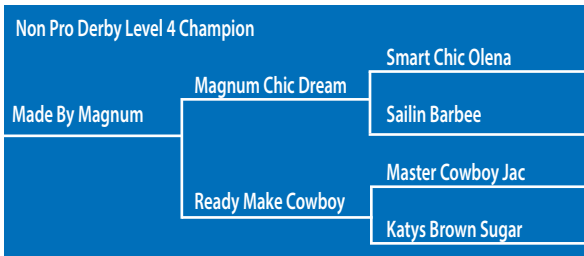 Non Pro Derby Level 4 Champion
Smart Chic Olena
Magnum Chic Dream
Made By Magnum
Sailin Barbee
Master Cowboy Jac
Ready Make Cowboy
Katys Brown Sugar